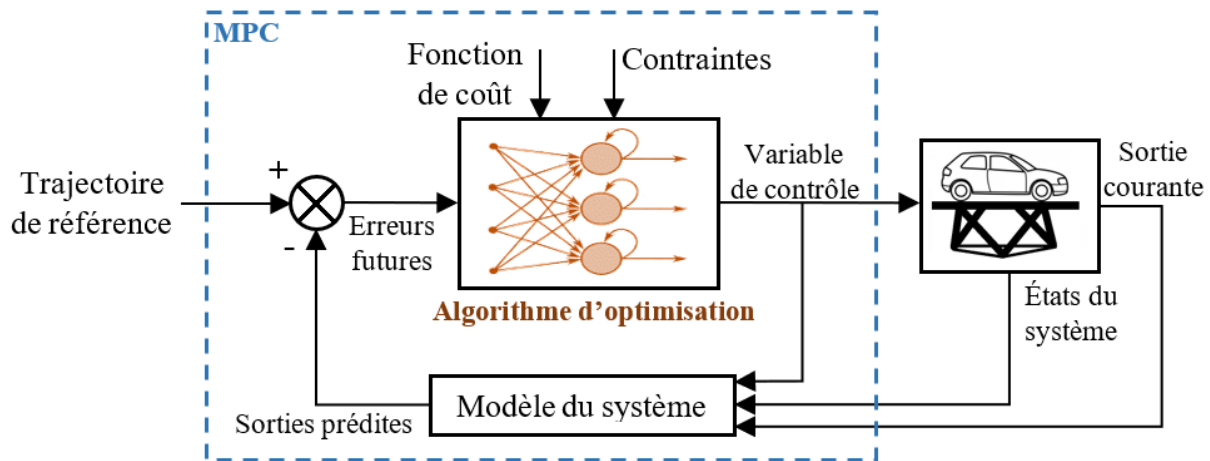 MPC
Fonction
de coût
Contraintes
Trajectoire
de référence
+
-
Erreurs
futures
Variable
de contrôle
Sortie
courante
Algorithme d’optimisation
États du
système
Modèle du système
Sorties prédites